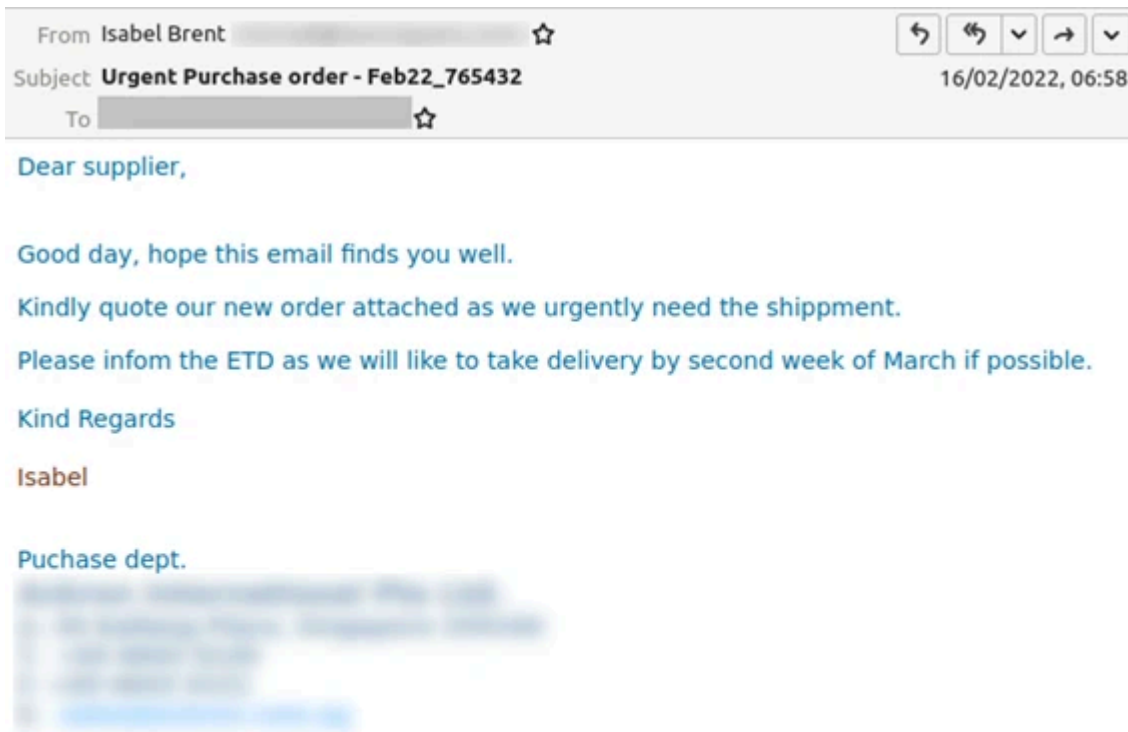 From Isabel Brent
Subject Urgent Purchase order - Feb22_765432
16/02/2022, 06:58
To
Dear supplier,
Good day, hope this email finds you well.
Kindly quote our new order attached as we urgently need the shippment.
Please infom the ETD as we will like to take delivery by second week of March if possible.
Kind Regards
Isabel
Puchase dept.